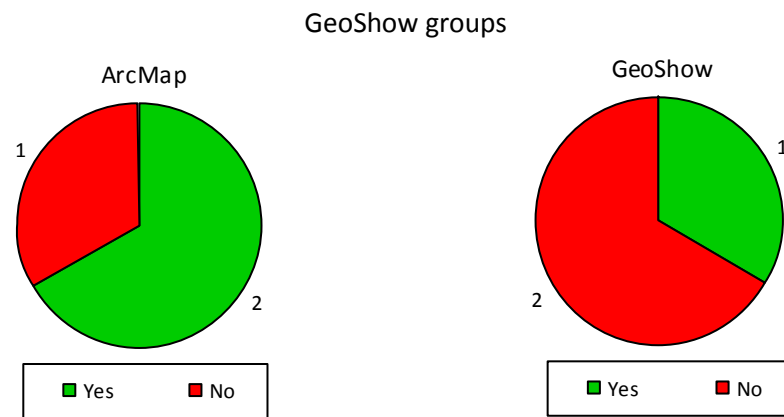 GeoShow groups
ArcMap
1
2
Yes No
GeoShow
1
2
Yes No